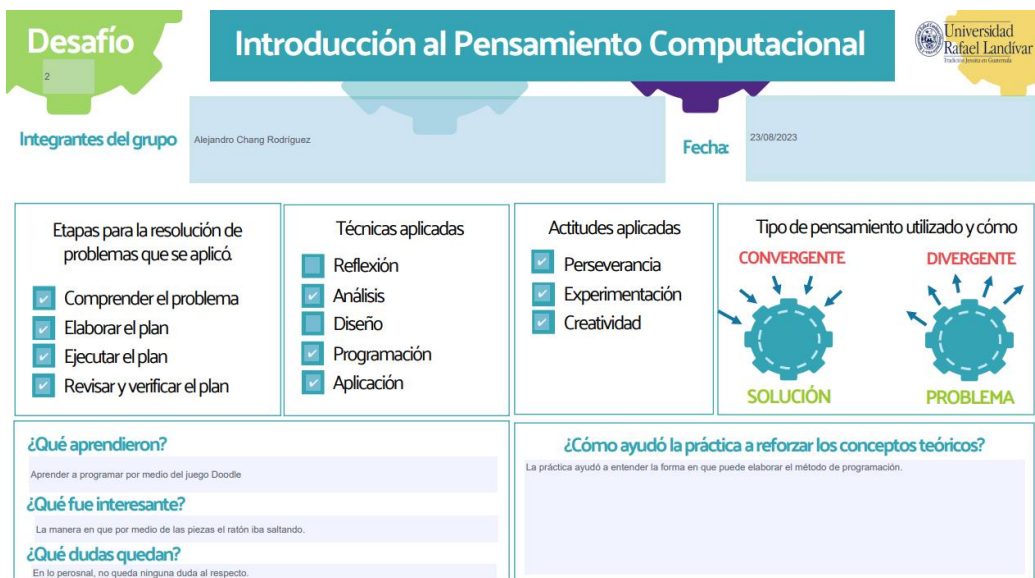 Desafío
2
Introducción al Pensamiento Computacional
Universidad
Rafael Landívar
Tradición Jesuita en Guatemala
Integrantes del grupo
Alejandro Chang Rodríguez
Fecha:
23/08/2023
Etapas para la resolución de
problemas que se aplicó.
Comprender el problema
Elaborar el plan
Ejecutar el plan
Revisar y verificar el plan
Técnicas aplicadas
Reflexión
Análisis
Diseño
Programación
Aplicación
Actitudes aplicadas
Perseverancia
Experimentación
Creatividad
Tipo de pensamiento utilizado y cómo
CONVERGENTE
DIVERGENTE
SOLUCIÓN
PROBLEMA
¿Qué aprendieron?
Aprender a programar por medio del juego Doodle
¿Qué fue interesante?
La manera en que por medio de las piezas el ratón iba saltando.
¿Qué dudas quedan?
En lo perosnal, no queda ninguna duda al respecto.
¿Cómo ayudó la práctica a reforzar los conceptos teóricos?
La práctica ayudó a entender la forma en que puede elaborar el método de programación.